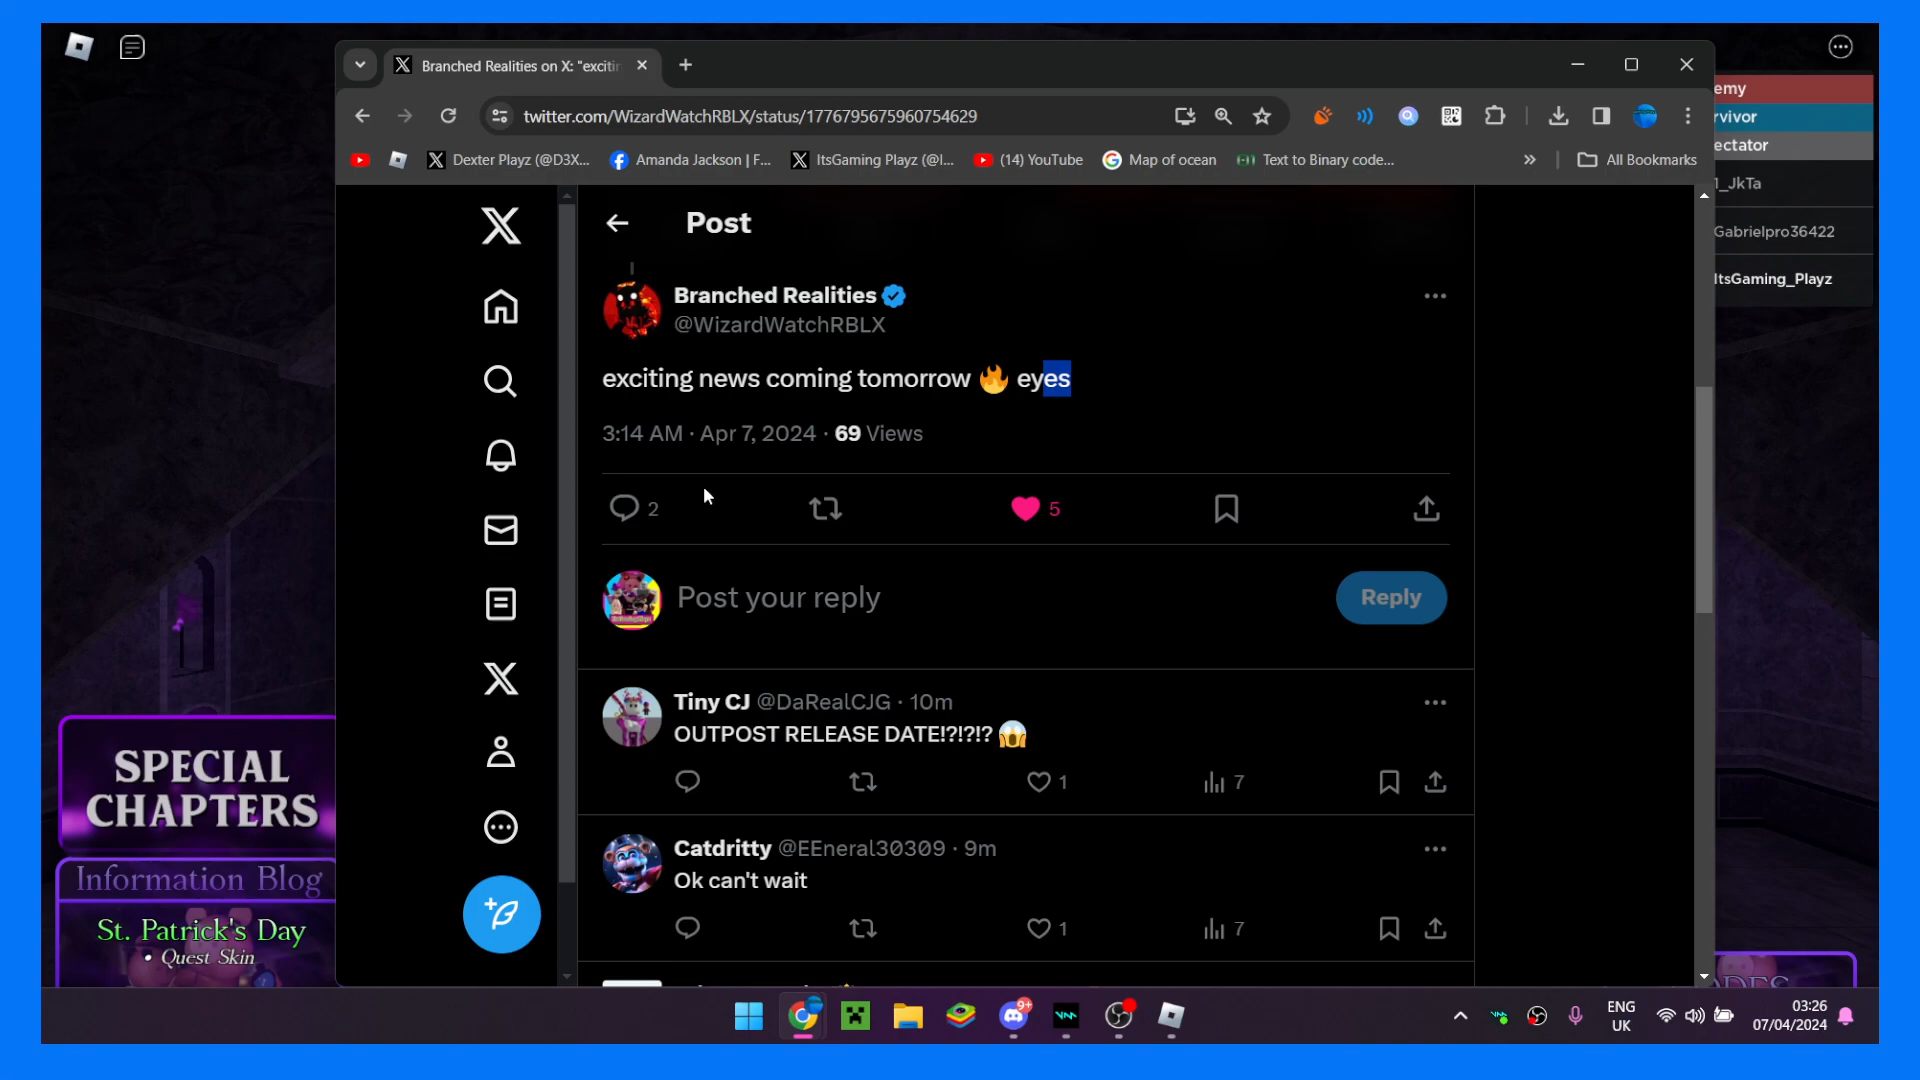 Branched Realities on X: "exciti
twitter.com/WizardWatchRBLX/status/1776795675960754629
Dexter Playz (@D3X...
Amanda Jackson | F...
ItsGaming Playz (@I...
(14) YouTube
Map of ocean
Text to Binary code...
»
All Bookmarks
emy
rvivor
ectator
1_JkTa
Gabrielpro36422
ItsGaming_Playz
Post
Branched Realities
@WizardWatchRBLX
exciting news coming tomorrow 🔥 eyes
3:14 AM · Apr 7, 2024 · 69 Views
2
5
Post your reply
Reply
Tiny CJ @DaRealCJG · 10m
OUTPOST RELEASE DATE!?!?!? 😱
1
7
Catdritty @EEneral30309 · 9m
Ok can't wait
1
7
SPECIAL
CHAPTERS
Information Blog
St. Patrick's Day
• Quest Skin
9+
ENG
UK
03:26
07/04/2024